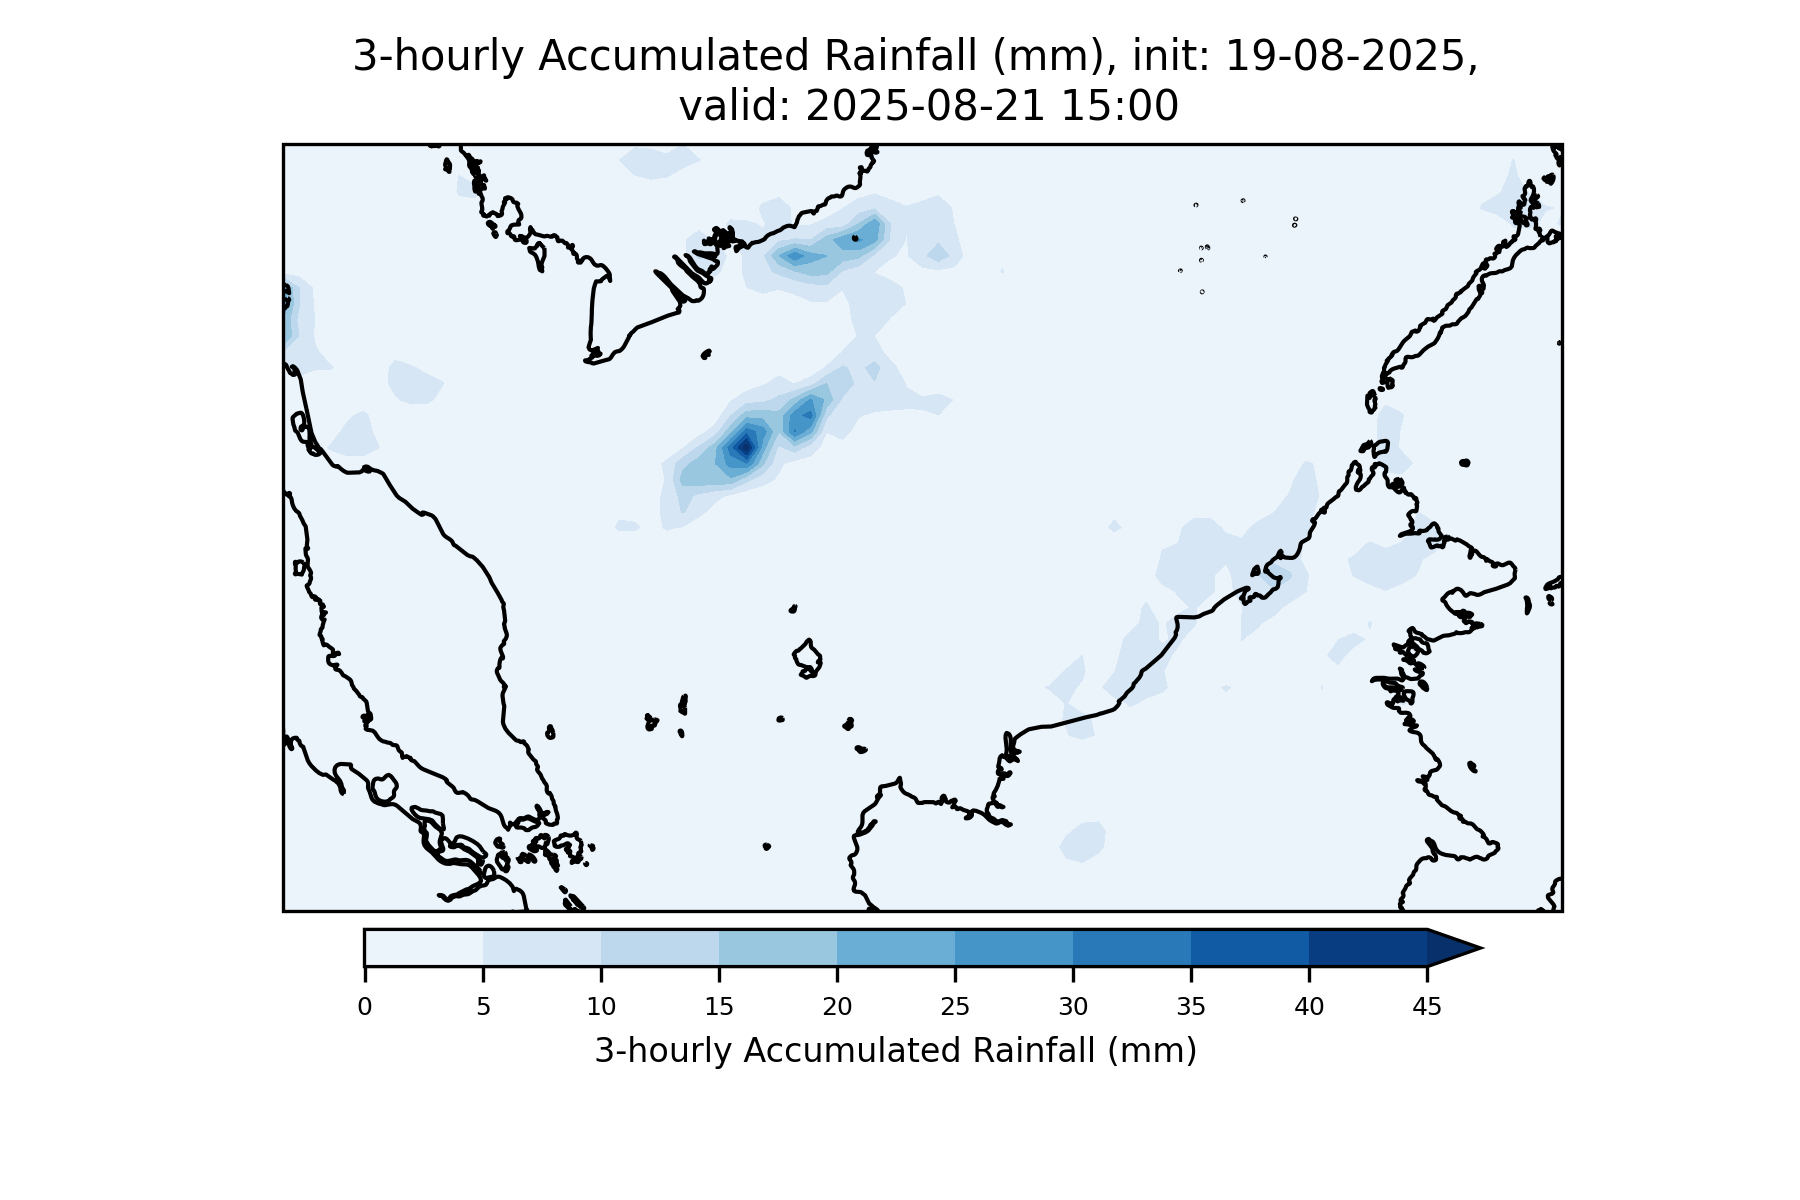 3-hourly Accumulated Rainfall (mm), init: 19-08-2025,
valid: 2025-08-21 15:00
0 5 10 15 20 25 30 35 40 45
3-hourly Accumulated Rainfall (mm)